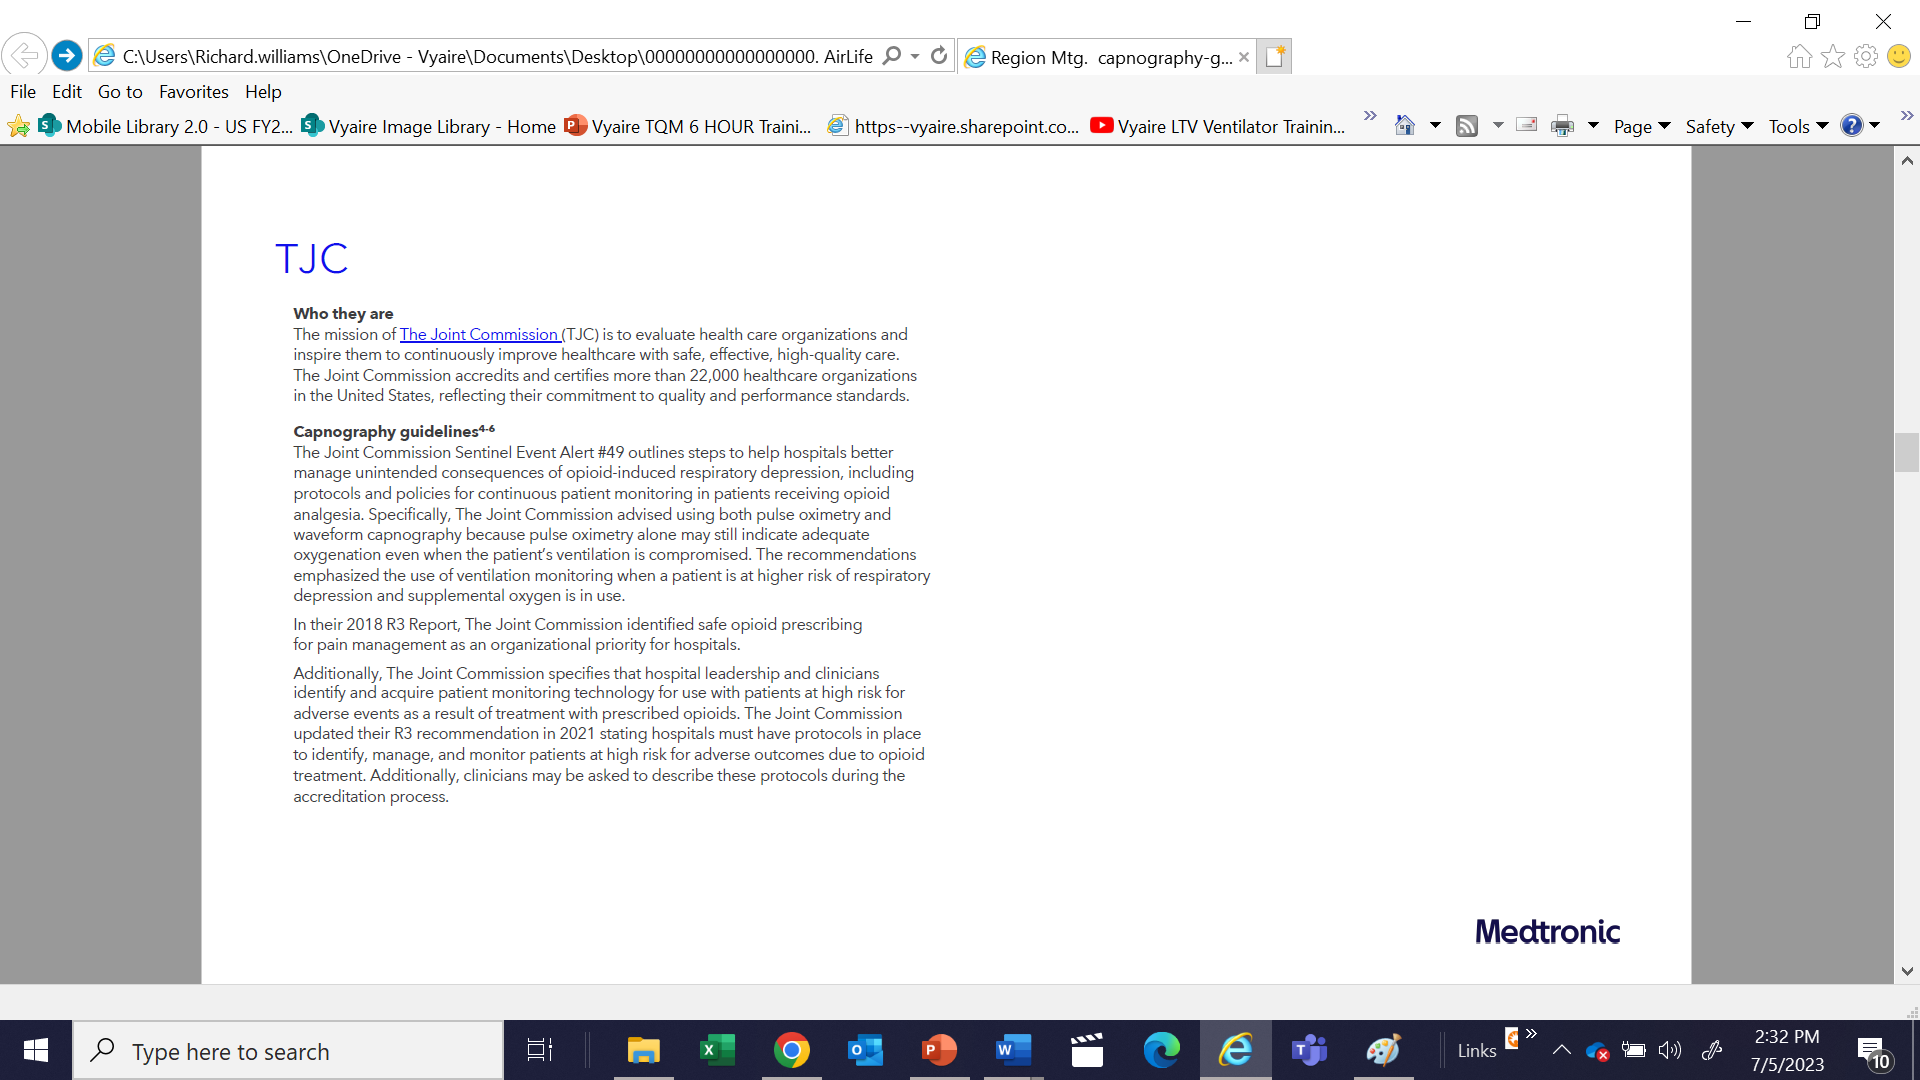 C:\Users\Richard.williams\OneDrive - Vyaire\Documents\Desktop\00000000000000000. AirLife
Region Mtg.  capnography-g...
File Edit Go to Favorites Help
Mobile Library 2.0 - US FY2...
Vyaire Image Library - Home
Vyaire TQM 6 HOUR Traini...
https--vyaire.sharepoint.co...
Vyaire LTV Ventilator Trainin...
Page Safety Tools
TJC
Who they are
The mission of The Joint Commission (TJC) is to evaluate health care organizations and
inspire them to continuously improve healthcare with safe, effective, high-quality care.
The Joint Commission accredits and certifies more than 22,000 healthcare organizations
in the United States, reflecting their commitment to quality and performance standards.
Capnography guidelines4-6
The Joint Commission Sentinel Event Alert #49 outlines steps to help hospitals better
manage unintended consequences of opioid-induced respiratory depression, including
protocols and policies for continuous patient monitoring in patients receiving opioid
analgesia. Specifically, The Joint Commission advised using both pulse oximetry and
waveform capnography because pulse oximetry alone may still indicate adequate
oxygenation even when the patient's ventilation is compromised. The recommendations
emphasized the use of ventilation monitoring when a patient is at higher risk of respiratory
depression and supplemental oxygen is in use.
In their 2018 R3 Report, The Joint Commission identified safe opioid prescribing
for pain management as an organizational priority for hospitals.
Additionally, The Joint Commission specifies that hospital leadership and clinicians
identify and acquire patient monitoring technology for use with patients at high risk for
adverse events as a result of treatment with prescribed opioids. The Joint Commission
updated their R3 recommendation in 2021 stating hospitals must have protocols in place
to identify, manage, and monitor patients at high risk for adverse outcomes due to opioid
treatment. Additionally, clinicians may be asked to describe these protocols during the
accreditation process.
Medtronic
Type here to search
Links
2:32 PM
7/5/2023
10